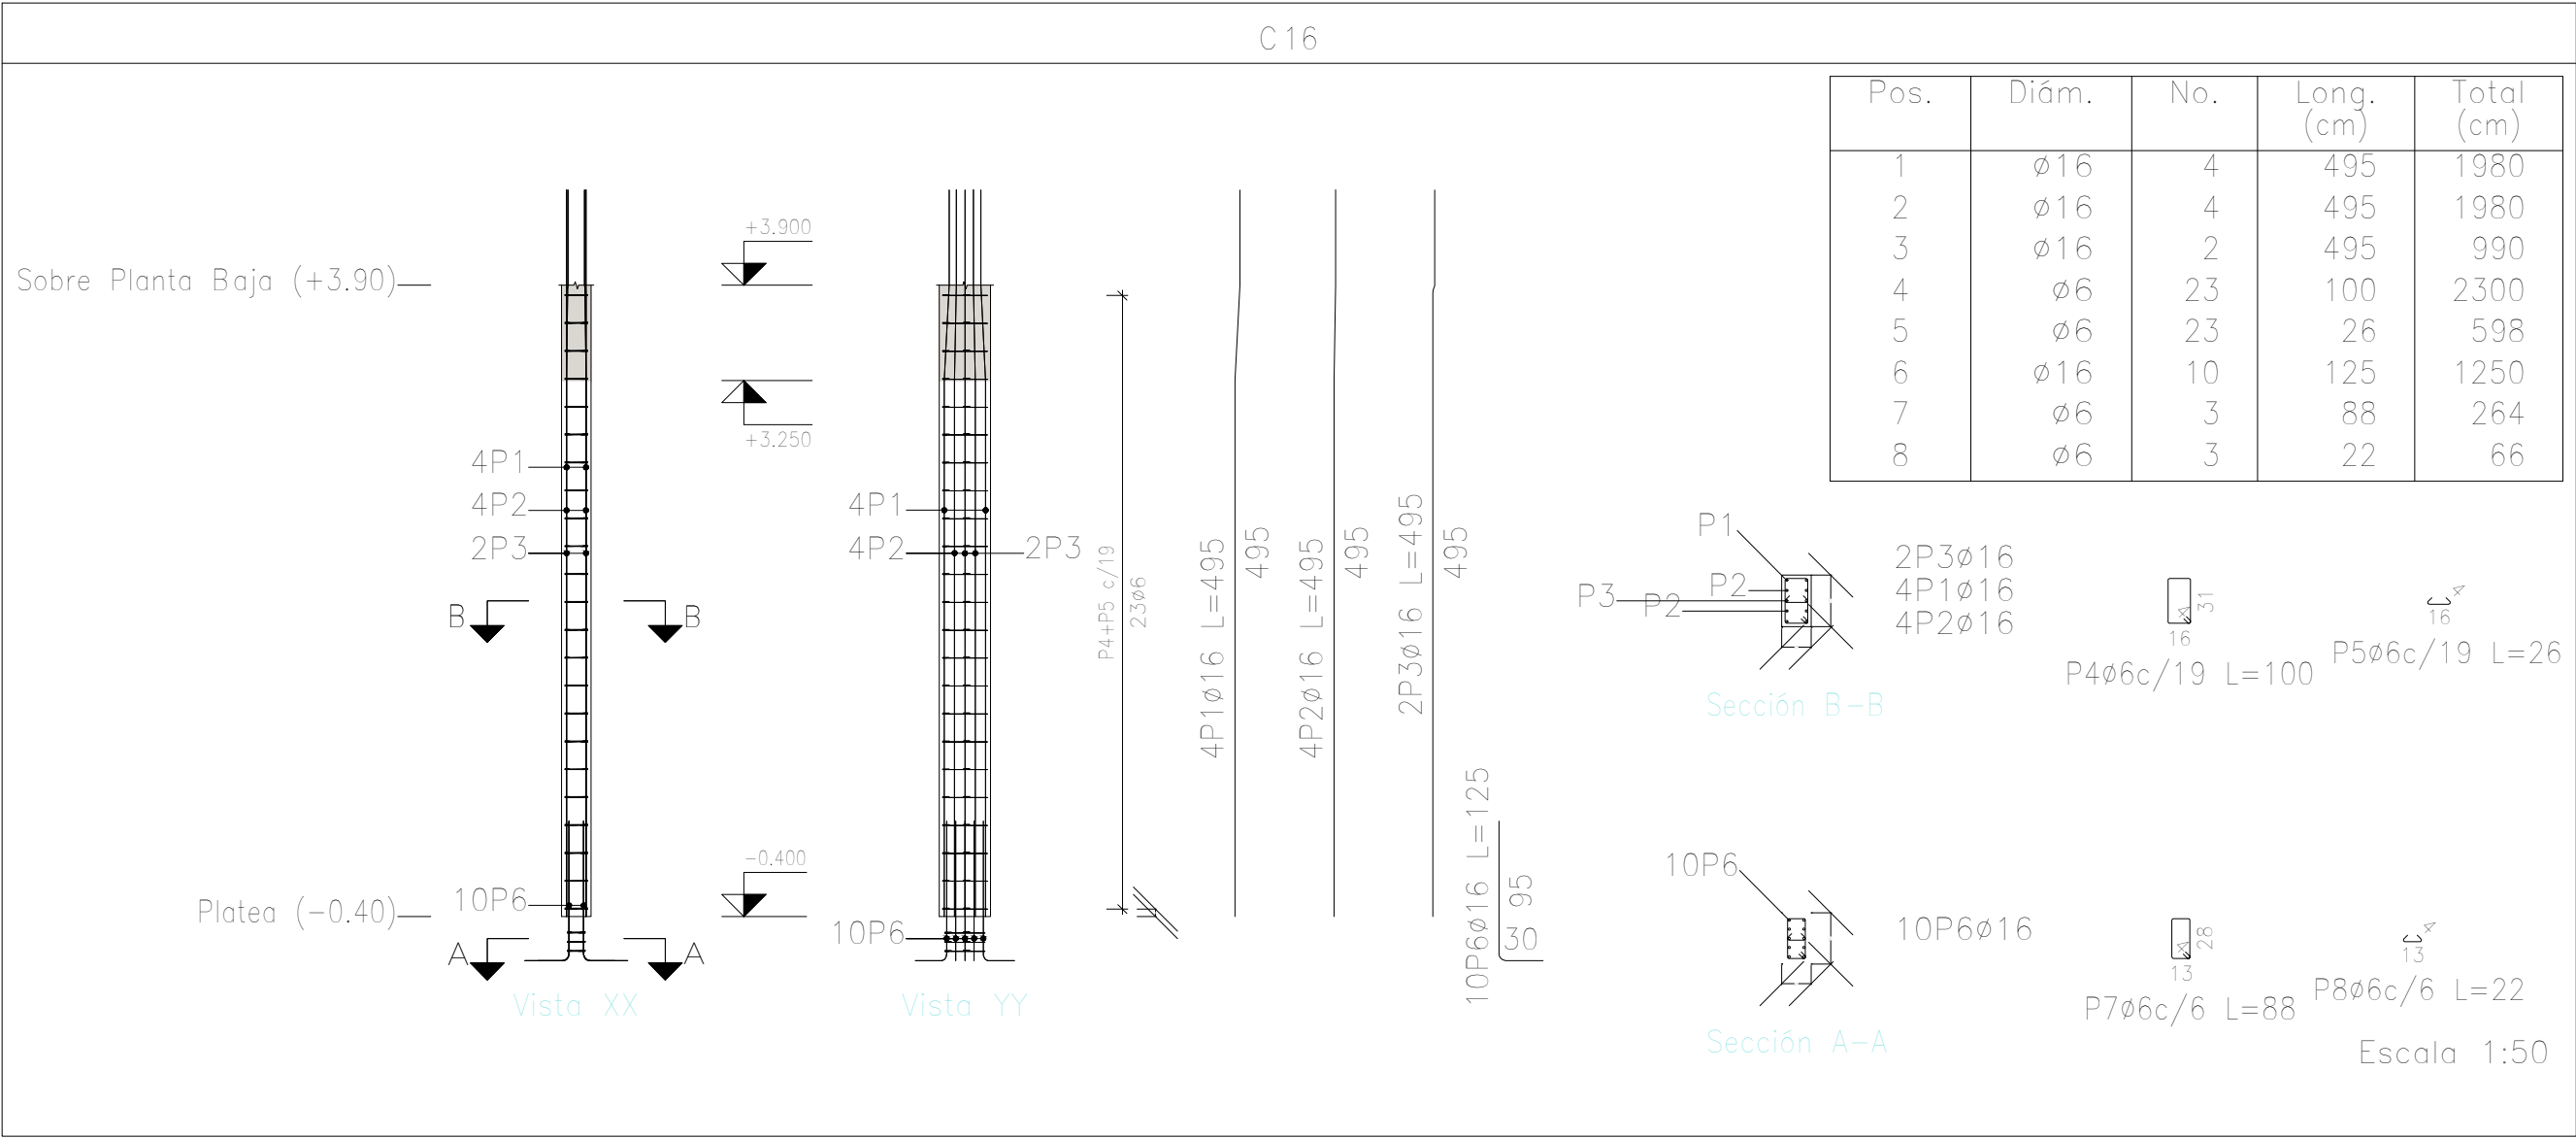 C16
Pos. Diám. No. Long. (cm) Total (cm)
1 ø16 4 495 1980
2 ø16 4 495 1980
3 ø16 2 495 990
4 ø6 23 100 2300
5 ø6 23 26 598
6 ø16 10 125 1250
7 ø6 3 88 264
8 ø6 3 22 66
Sobre Planta Baja (+3.90)
+3.900
+3.250
4P1
4P2
2P3
B
B
Platea (-0.40)
10P6
-0.400
A
A
Vista XX
4P1
4P2
2P3
10P6
Vista YY
P4+P5 c/19
23ø6
4P1ø16 L=495
495
4P2ø16 L=495
495
2P3ø16 L=495
495
10P6ø16 L=125
95
30
P1
P2
P3
P2
2P3ø16
4P1ø16
4P2ø16
Sección B-B
31
16
P4ø6c/19 L=100
4
16
P5ø6c/19 L=26
10P6
10P6ø16
Sección A-A
28
13
P7ø6c/6 L=88
4
13
P8ø6c/6 L=22
Escala 1:50